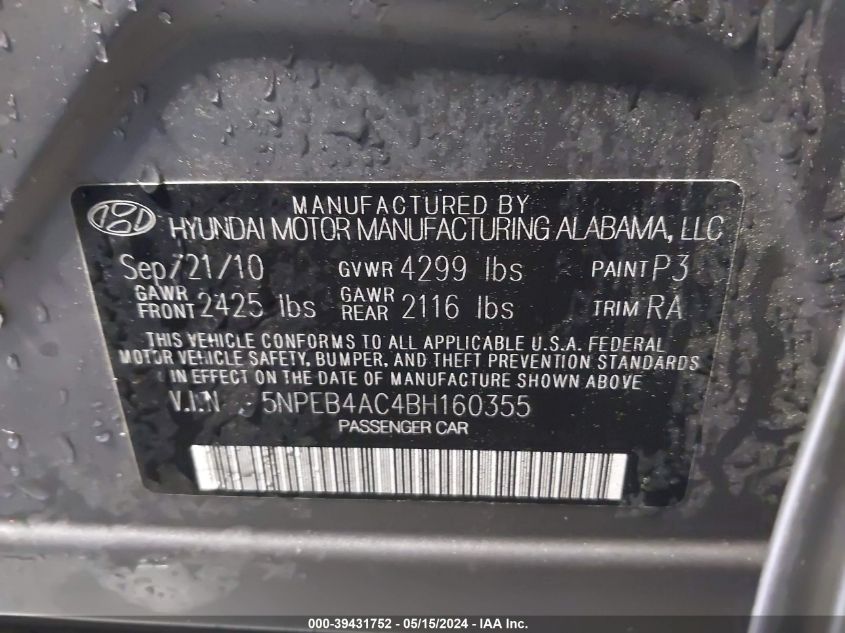 MANUFACTURED BY
HYUNDAI MOTOR MANUFACTURING ALABAMA, LLC
Sep/21/10 GVWR 4299 lbs PAINT P3
GAWR FRONT 2425 lbs GAWR REAR 2116 lbs TRIM RA
THIS VEHICLE CONFORMS TO ALL APPLICABLE U.S.A. FEDERAL
MOTOR VEHICLE SAFETY, BUMPER, AND THEFT PREVENTION STANDARDS
IN EFFECT ON THE DATE OF MANUFACTURE SHOWN ABOVE
V.I.N 5NPEB4AC4BH160355
PASSENGER CAR
000-39431752 - 05/15/2024 - IAA Inc.